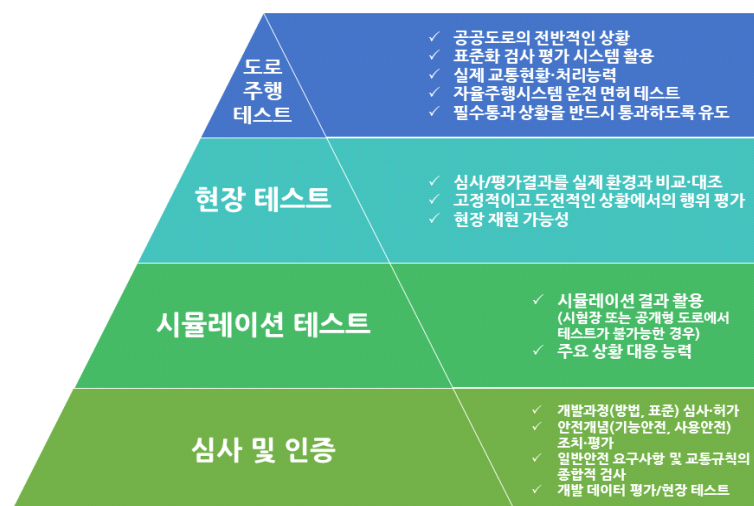 도로
주행
테스트
✓ 공공도로의 전반적인 상황
✓ 표준화 검사 평가 시스템 활용
✓ 실제 교통현황·처리능력
✓ 자율주행시스템 운전 면허 테스트
✓ 필수통과 상황을 반드시 통과하도록 유도
현장 테스트
✓ 심사/평가결과를 실제 환경과 비교·대조
✓ 고정적이고 도전적인 상황에서의 행위 평가
✓ 현장 재현 가능성
시뮬레이션 테스트
✓ 시뮬레이션 결과 활용
(시험장 또는 공개형 도로에서
테스트가 불가능한 경우)
✓ 주요 상황 대응 능력
심사 및 인증
✓ 개발과정(방법, 표준) 심사·허가
✓ 안전개념(기능안전, 사용안전)
조치·평가
✓ 일반안전 요구사항 및 교통규칙의
종합적 검사
✓ 개발 데이터 평가/현장 테스트